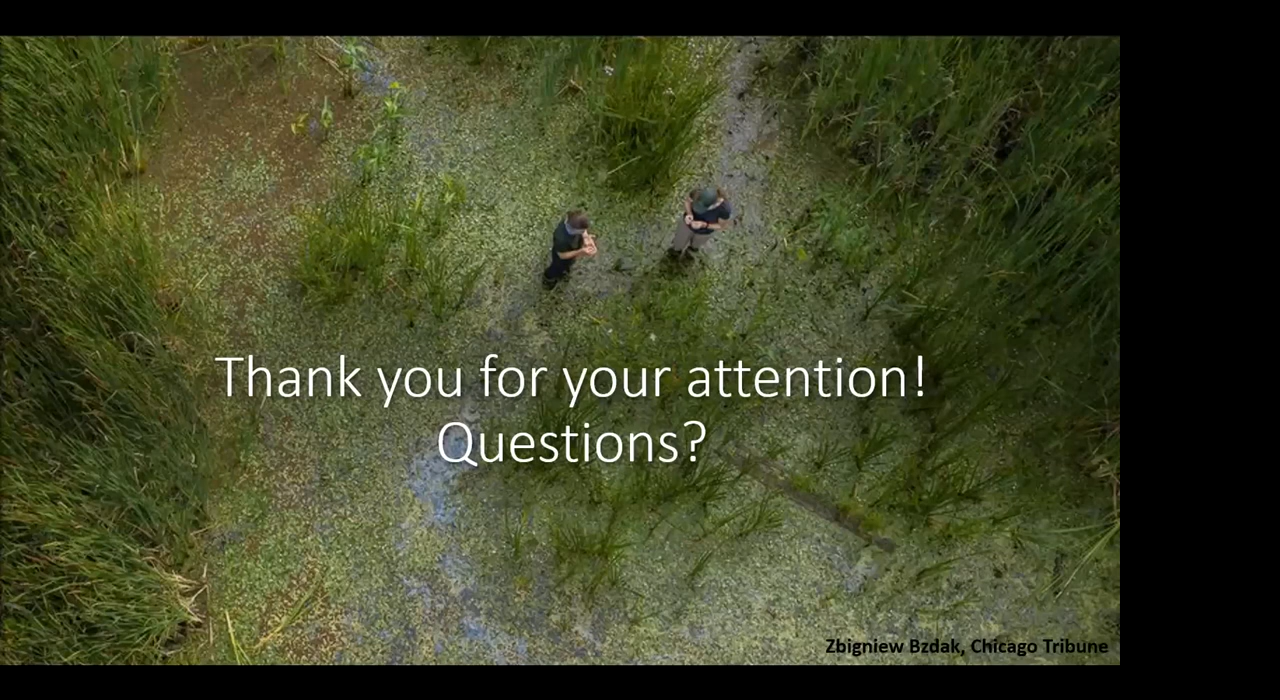 Thank you for your attention!
Questions?
Zbigniew Bzdak, Chicago Tribune